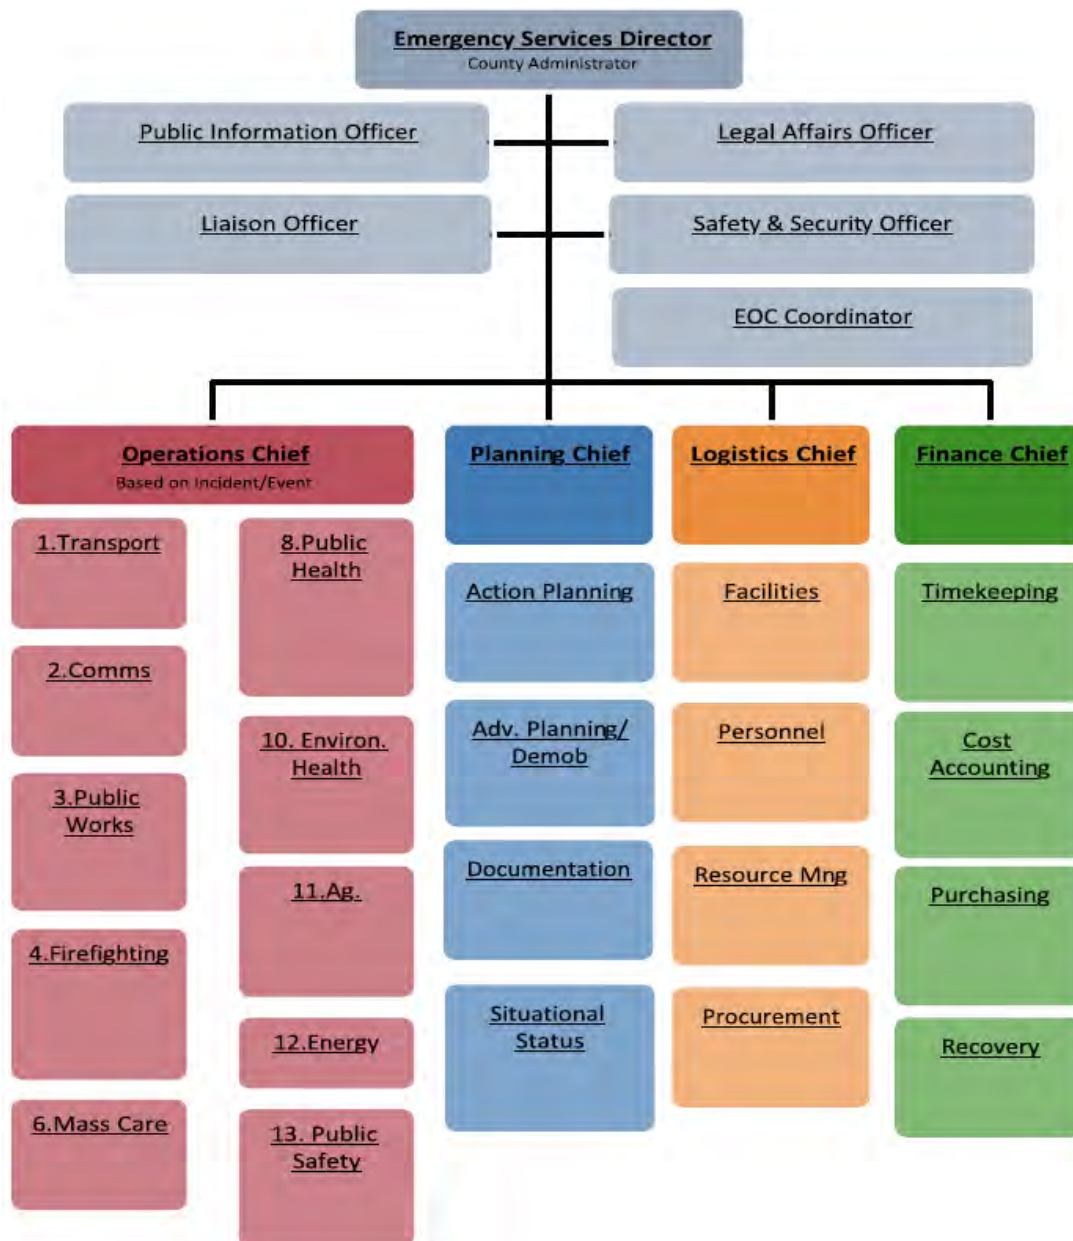 Emergency Services Director
County Administrator
Public Information Officer
Legal Affairs Officer
Liaison Officer
Safety & Security Officer
EOC Coordinator
Operations Chief
Based on Incident/Event
1.Transport
2.Comms
3.Public
Works
4.Firefighting
6.Mass Care
8.Public
Health
10. Environ.
Health
11.Ag.
12.Energy
13. Public
Safety
Planning Chief
Action Planning
Adv. Planning/
Demob
Documentation
Situational
Status
Logistics Chief
Facilities
Personnel
Resource Mng
Procurement
Finance Chief
Timekeeping
Cost
Accounting
Purchasing
Recovery